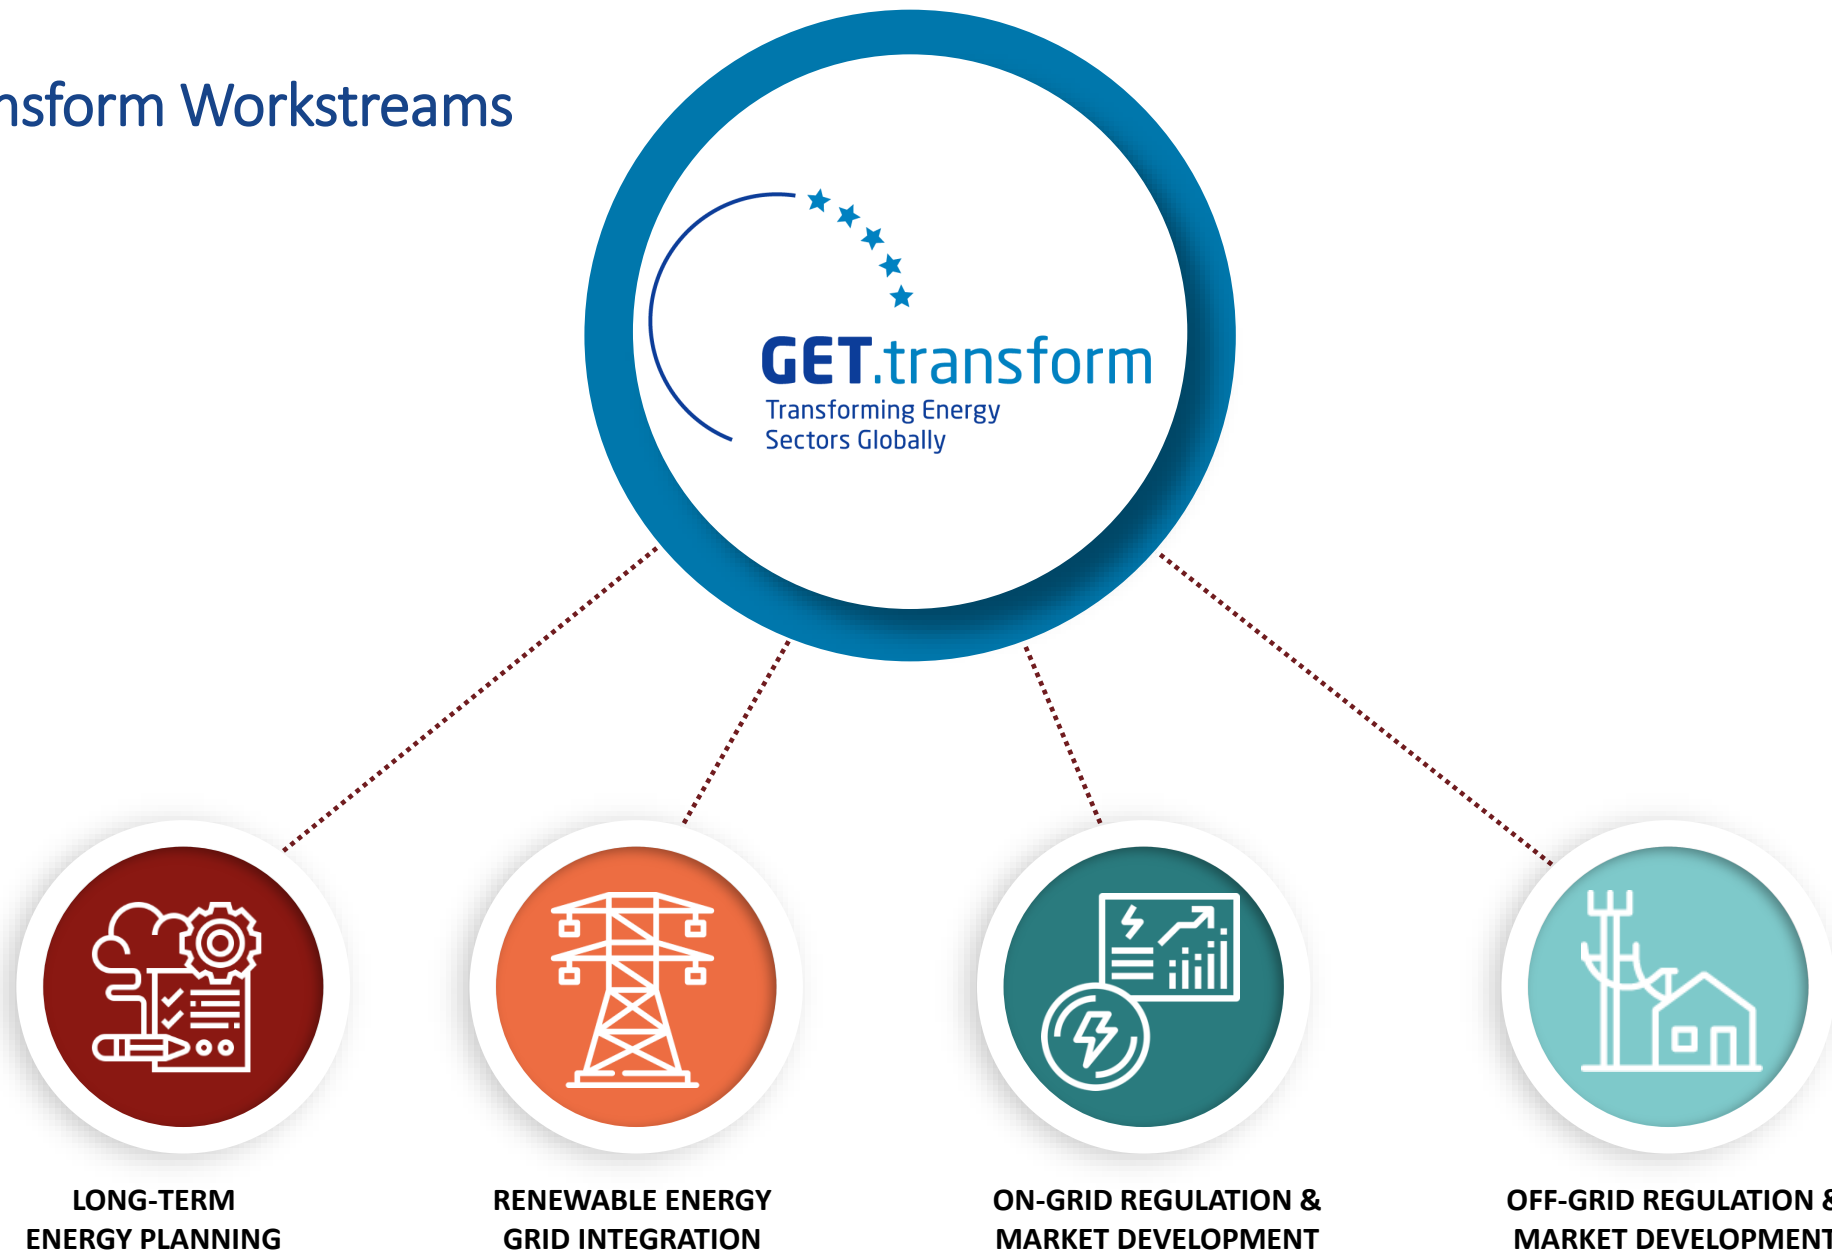 nsform Workstreams
GET.transform
Transforming Energy
Sectors Globally
LONG-TERM
ENERGY PLANNING
RENEWABLE ENERGY
GRID INTEGRATION
ON-GRID REGULATION &
MARKET DEVELOPMENT
OFF-GRID REGULATION &
MARKET DEVELOPMENT